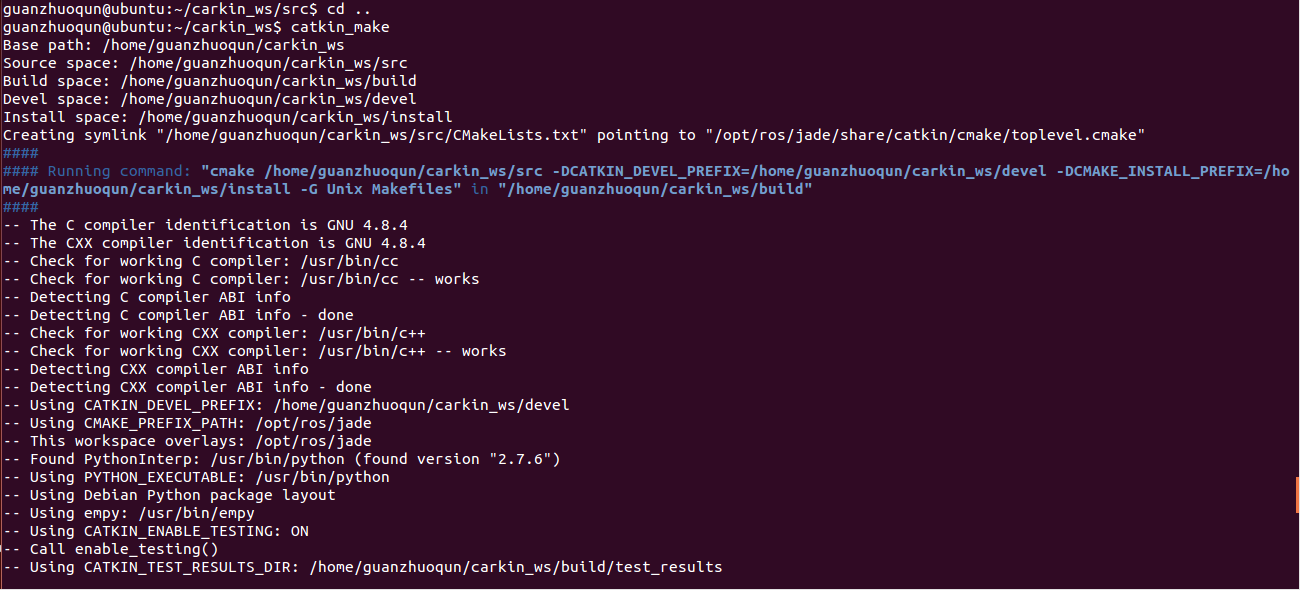 guanzhuoqun@ubuntu:~/carkin_ws/src$ cd ..
guanzhuoqun@ubuntu:~/carkin_ws$ catkin_make
Base path: /home/guanzhuoqun/carkin_ws
Source space: /home/guanzhuoqun/carkin_ws/src
Build space: /home/guanzhuoqun/carkin_ws/build
Devel space: /home/guanzhuoqun/carkin_ws/devel
Install space: /home/guanzhuoqun/carkin_ws/install
Creating symlink "/home/guanzhuoqun/carkin_ws/src/CMakeLists.txt" pointing to "/opt/ros/jade/share/catkin/cmake/toplevel.cmake"
####
#### Running command: "cmake /home/guanzhuoqun/carkin_ws/src -DCATKIN_DEVEL_PREFIX=/home/guanzhuoqun/carkin_ws/devel -DCMAKE_INSTALL_PREFIX=/ho
me/guanzhuoqun/carkin_ws/install -G Unix Makefiles" in "/home/guanzhuoqun/carkin_ws/build"
####
-- The C compiler identification is GNU 4.8.4
-- The CXX compiler identification is GNU 4.8.4
-- Check for working C compiler: /usr/bin/cc
-- Check for working C compiler: /usr/bin/cc -- works
-- Detecting C compiler ABI info
-- Detecting C compiler ABI info - done
-- Check for working CXX compiler: /usr/bin/c++
-- Check for working CXX compiler: /usr/bin/c++ -- works
-- Detecting CXX compiler ABI info
-- Detecting CXX compiler ABI info - done
-- Using CATKIN_DEVEL_PREFIX: /home/guanzhuoqun/carkin_ws/devel
-- Using CMAKE_PREFIX_PATH: /opt/ros/jade
-- This workspace overlays: /opt/ros/jade
-- Found PythonInterp: /usr/bin/python (found version "2.7.6")
-- Using PYTHON_EXECUTABLE: /usr/bin/python
-- Using Debian Python package layout
-- Using empy: /usr/bin/empy
-- Using CATKIN_ENABLE_TESTING: ON
-- Call enable_testing()
-- Using CATKIN_TEST_RESULTS_DIR: /home/guanzhuoqun/carkin_ws/build/test_results